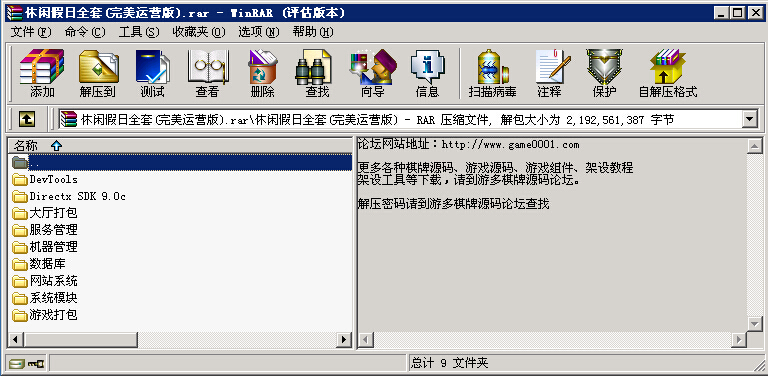 休闲假日全套(完美运营版).rar - WinRAR (评估版本)
文件(F) 命令(C) 工具(S) 收藏夹(O) 选项(N) 帮助(H)
添加 解压到 测试 查看 删除 查找 向导 信息 扫描病毒 注释 保护 自解压格式
休闲假日全套(完美运营版).rar\休闲假日全套(完美运营版) - RAR 压缩文件, 解包大小为 2,192,561,387 字节
名称
..
DevTools
Directx SDK 9.0c
大厅打包
服务管理
机器管理
数据库
网站系统
系统模块
游戏打包
论坛网站地址：http://www.game0001.com
更多各种棋牌源码、游戏源码、游戏组件、架设教程
架设工具等下载，请到游多棋牌源码论坛。
解压密码请到游多棋牌源码论坛查找
总计 9 文件夹